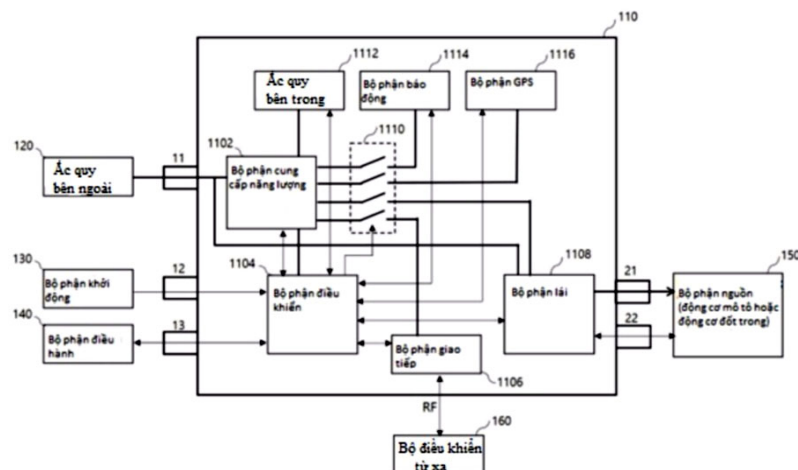 110
1112
1114
1116
Ắc quy
bên trong
Bộ phận báo
động
Bộ phận GPS
1110
1102
120
11
Ắc quy
bên ngoài
Bộ phận cung
cấp năng lượng
130
12
1104
1108
150
21
Bộ phận khởi
động
Bộ phận điều
khiển
Bộ phận lái
Bộ phận nguồn
(động cơ mô tô hoặc
động cơ đốt trong)
140
13
22
Bộ phận điều
hành
Bộ phận giao
tiếp
1106
RF
160
Bộ điều khiển
từ xa